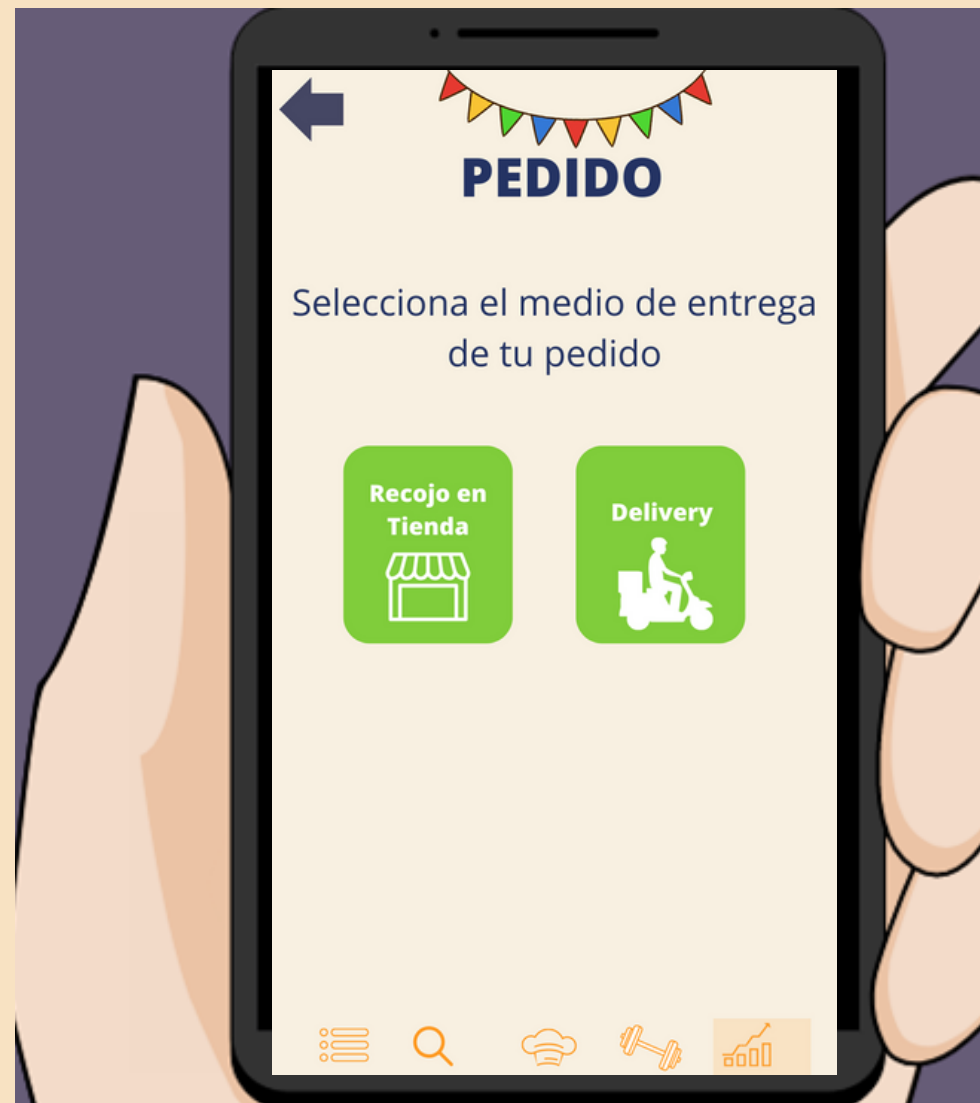 PEDIDO
Selecciona el medio de entrega
de tu pedido
Recojo en
Tienda
Delivery